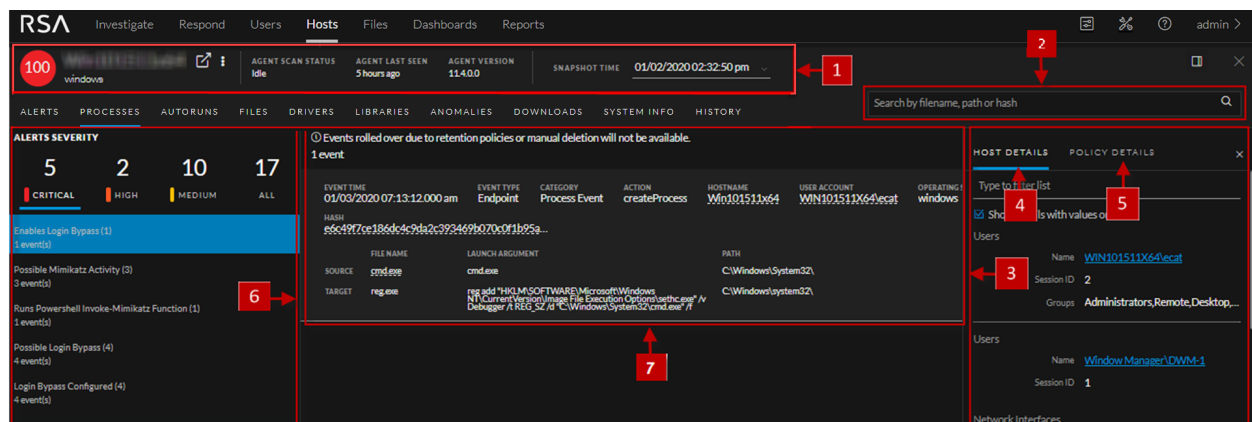 RSA Investigate Respond Users Hosts Files Dashboards Reports admin >
2
100
windows
AGENT SCAN STATUS AGENT LAST SEEN AGENT VERSION
Idle 5 hours ago 11.4.0.0
SNAPSHOT TIME 01/02/2020 02:32:50 pm
1
Search by filename, path or hash
ALERTS PROCESSES AUTORUNS FILES DRIVERS LIBRARIES ANOMALIES DOWNLOADS SYSTEM INFO HISTORY
ALERTS SEVERITY
5 2 10 17
CRITICAL HIGH MEDIUM ALL
Enables Login Bypass (1)
1 event(s)
Possible Mimikatz Activity (3)
3 event(s)
Runs Powershell Invoke-Mimikatz Function (1)
1 event(s)
Possible Login Bypass (4)
4 event(s)
Login Bypass Configured (4)
4 event(s)
6
Events rolled over due to retention policies or manual deletion will not be available.
1 event
EVENT TIME EVENT TYPE CATEGORY ACTION HOSTNAME USER ACCOUNT OPERATING S
01/03/2020 07:13:12.000 am Endpoint Process Event createProcess Win101511x64 WIN101511X64\ecat windows
HASH
e6c49f7ce186dc4c9da2c393469b070c0f1b95a...
FILE NAME LAUNCH ARGUMENT PATH
SOURCE cmd.exe cmd.exe C:\Windows\System32\
TARGET reg.exe reg add "HKLM\SOFTWARE\Microsoft\Windows C:\Windows\system32\
NT\CurrentVersion\Image File Execution Options\sethc.exe" /v
Debugger /t REG_SZ /d "C:\Windows\System32\cmd.exe" /f
3
7
HOST DETAILS POLICY DETAILS
4 5
Type to filter list
with values
Users
Name WIN101511X64\ecat
Session ID 2
Groups Administrators,Remote,Desktop,...
Users
Name Window Manager\DWM-1
Session ID 1
Network Interfaces